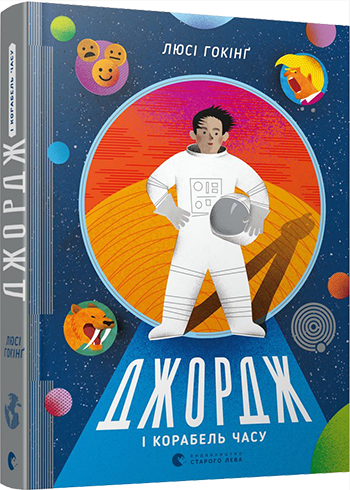 ЛЮСІ ГОКІНҐ
ДЖОРДЖ
І КОРАБЕЛЬ ЧАСУ
ВИДАВНИЦТВО
СТАРОГО ЛЕВА
І КОРАБЕЛЬ ЧАСУ
ДЖОРДЖ
ЛЮСІ
ГОКІНҐ